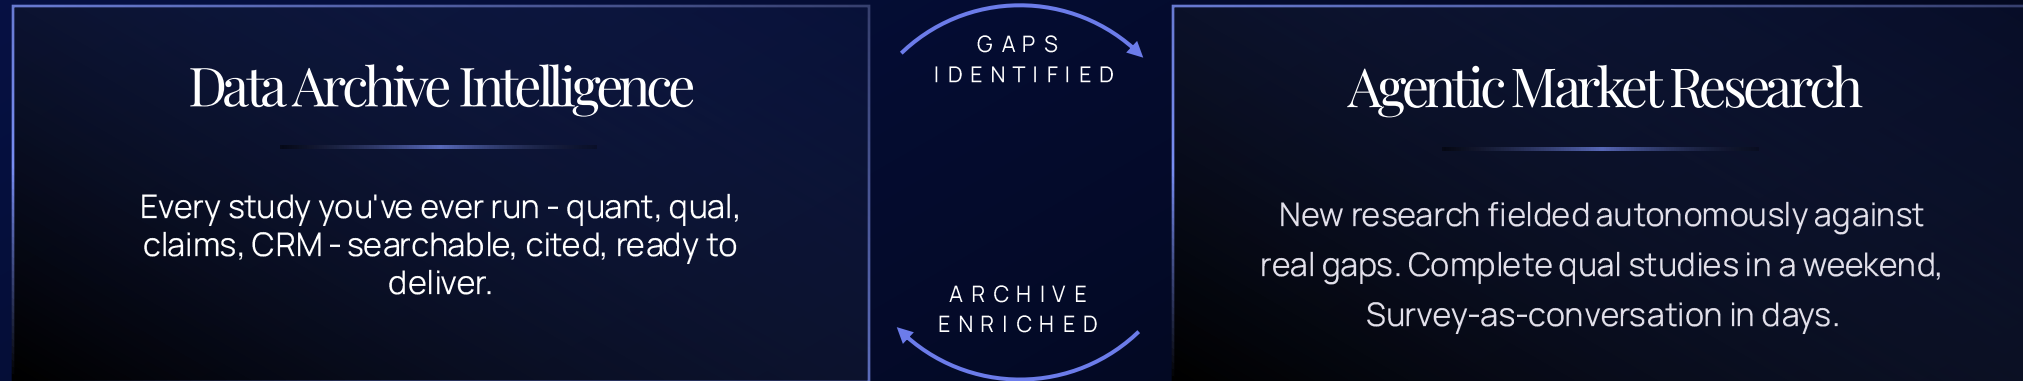 Data Archive Intelligence
Every study you've ever run - quant, qual,
claims, CRM - searchable, cited, ready to
deliver.
GAPS
IDENTIFIED
ARCHIVE
ENRICHED
Agentic Market Research
New research fielded autonomously against
real gaps. Complete qual studies in a weekend,
Survey-as-conversation in days.